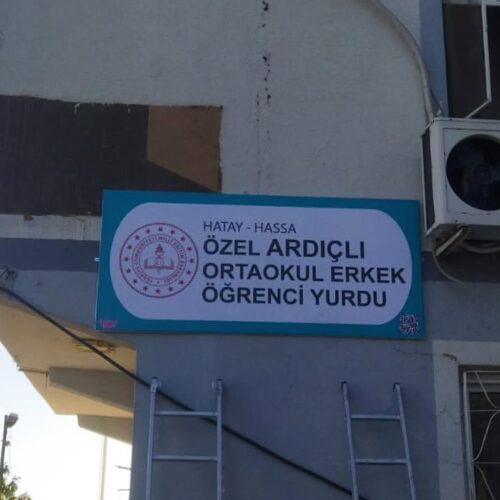 HATAY - HASSA
ÖZEL ARDIÇLI
ORTAOKUL ERKEK
ÖĞRENCİ YURDU